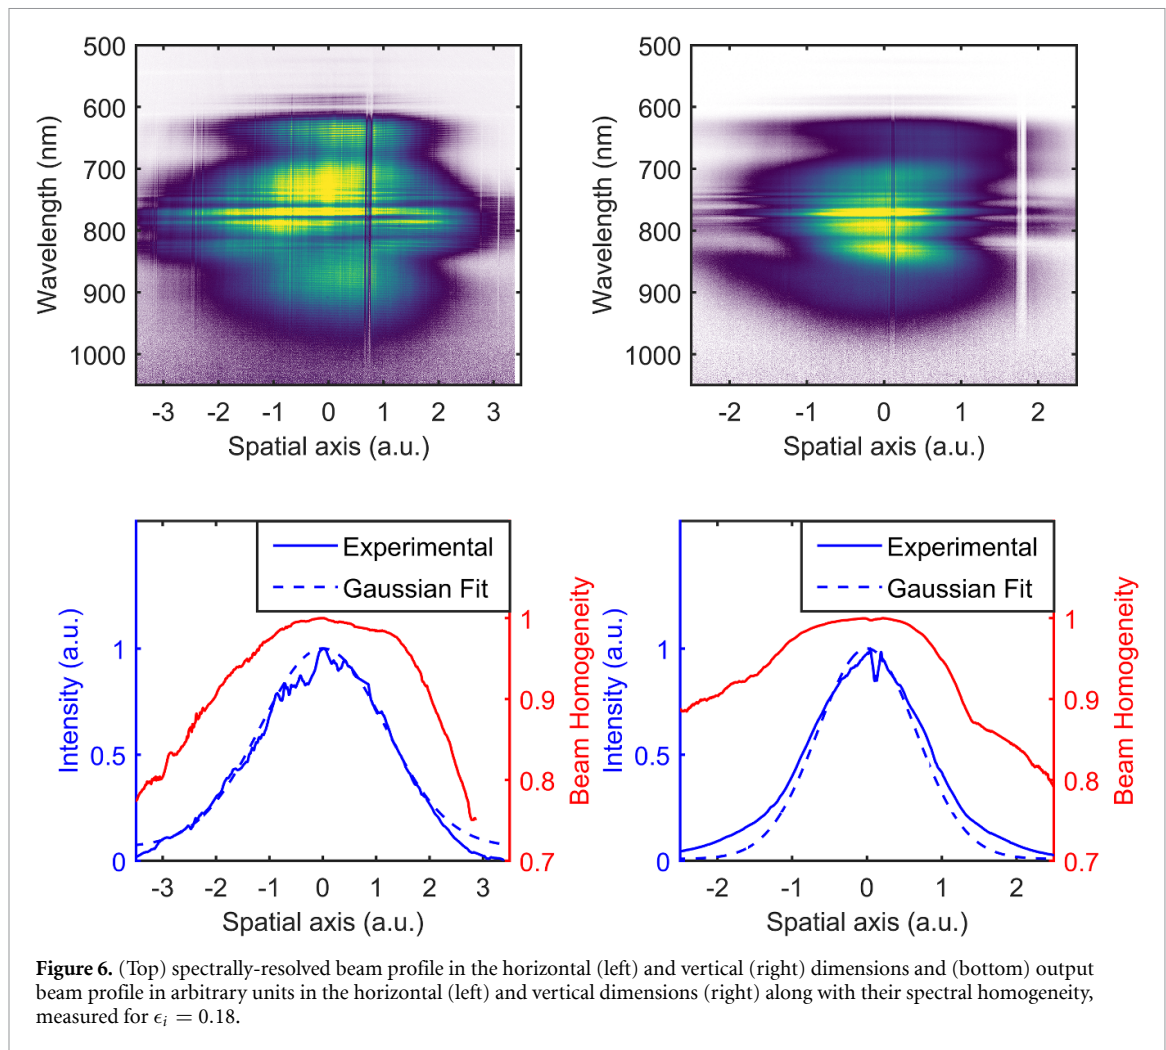 500
600
700
800
900
1000
Wavelength (nm)
-3 -2 -1 0 1 2 3
Spatial axis (a.u.)
500
600
700
800
900
1000
Wavelength (nm)
-2 -1 0 1 2
Spatial axis (a.u.)
Experimental
Gaussian Fit
1
0.5
0
Intensity (a.u.)
1
0.9
0.8
0.7
Beam Homogeneity
-3 -2 -1 0 1 2 3
Spatial axis (a.u.)
Experimental
Gaussian Fit
1
0.5
0
Intensity (a.u.)
1
0.9
0.8
0.7
Beam Homogeneity
-2 -1 0 1 2
Spatial axis (a.u.)
Figure 6. (Top) spectrally-resolved beam profile in the horizontal (left) and vertical (right) dimensions and (bottom) output
beam profile in arbitrary units in the horizontal (left) and vertical dimensions (right) along with their spectral homogeneity,
measured for ϵi = 0.18.